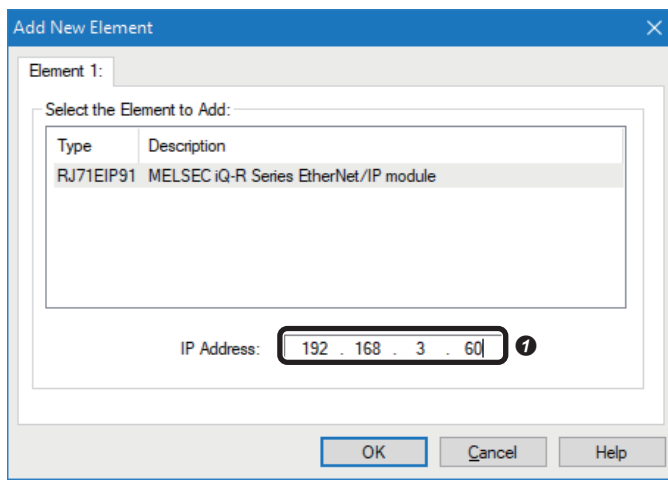 Add New Element
Element 1:
Select the Element to Add:
Type Description
RJ71EIP91 MELSEC iQ-R Series EtherNet/IP module
IP Address: 192 . 168 . 3 . 60 ❶
OK Cancel Help